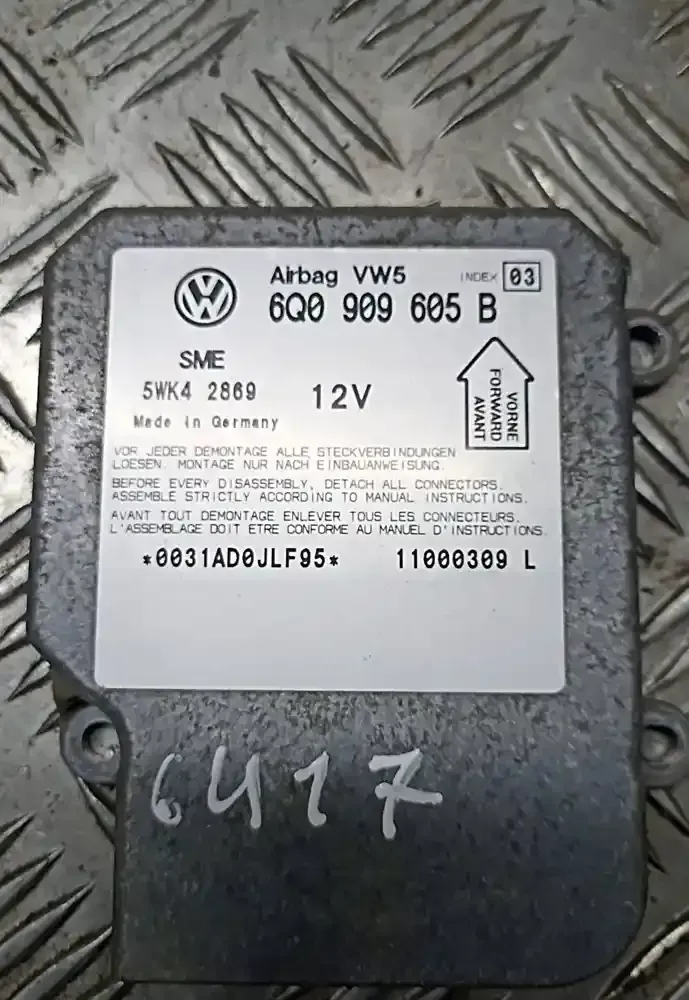 Airbag VW5 INDEX 03
6Q0 909 605 B
SME
5WK4 2869 12V
Made in Germany
VORNE
FORWARD
AVANT
VOR JEDER DEMONTAGE ALLE STECKVERBINDUNGEN
LOESEN. MONTAGE NUR NACH EINBAUANWEISUNG.
BEFORE EVERY DISASSEMBLY, DETACH ALL CONNECTORS.
ASSEMBLE STRICTLY ACCORDING TO MANUAL INSTRUCTIONS.
AVANT TOUT DEMONTAGE ENLEVER TOUS LES CONNECTEURS.
L'ASSEMBLAGE DOIT ETRE CONFORME AU MANUEL D'INSTRUCTIONS.
*0031AD0JLF95* 11000309 L
6417